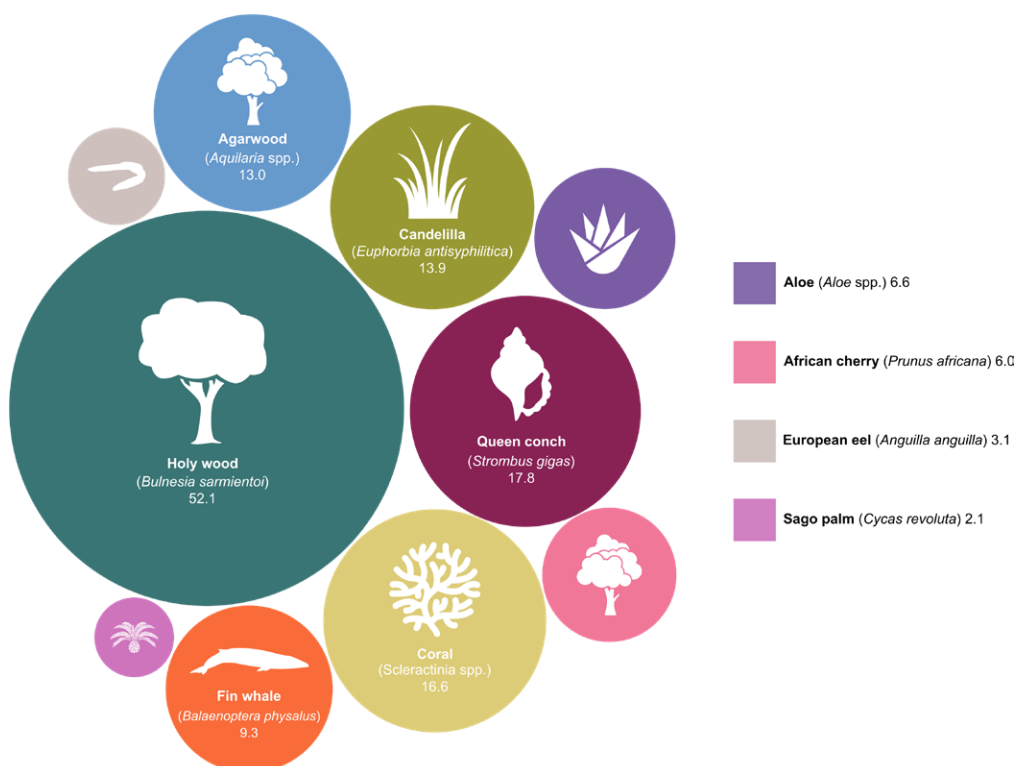 Agarwood
(Aquilaria spp.)
13.0
Candelilla
(Euphorbia antisyphilitica)
13.9
Holy wood
(Bulnesia sarmientoi)
52.1
Queen conch
(Strombus gigas)
17.8
Coral
(Scleractinia spp.)
16.6
Fin whale
(Balaenoptera physalus)
9.3
Aloe (Aloe spp.) 6.6
African cherry (Prunus africana) 6.0
European eel (Anguilla anguilla) 3.1
Sago palm (Cycas revoluta) 2.1